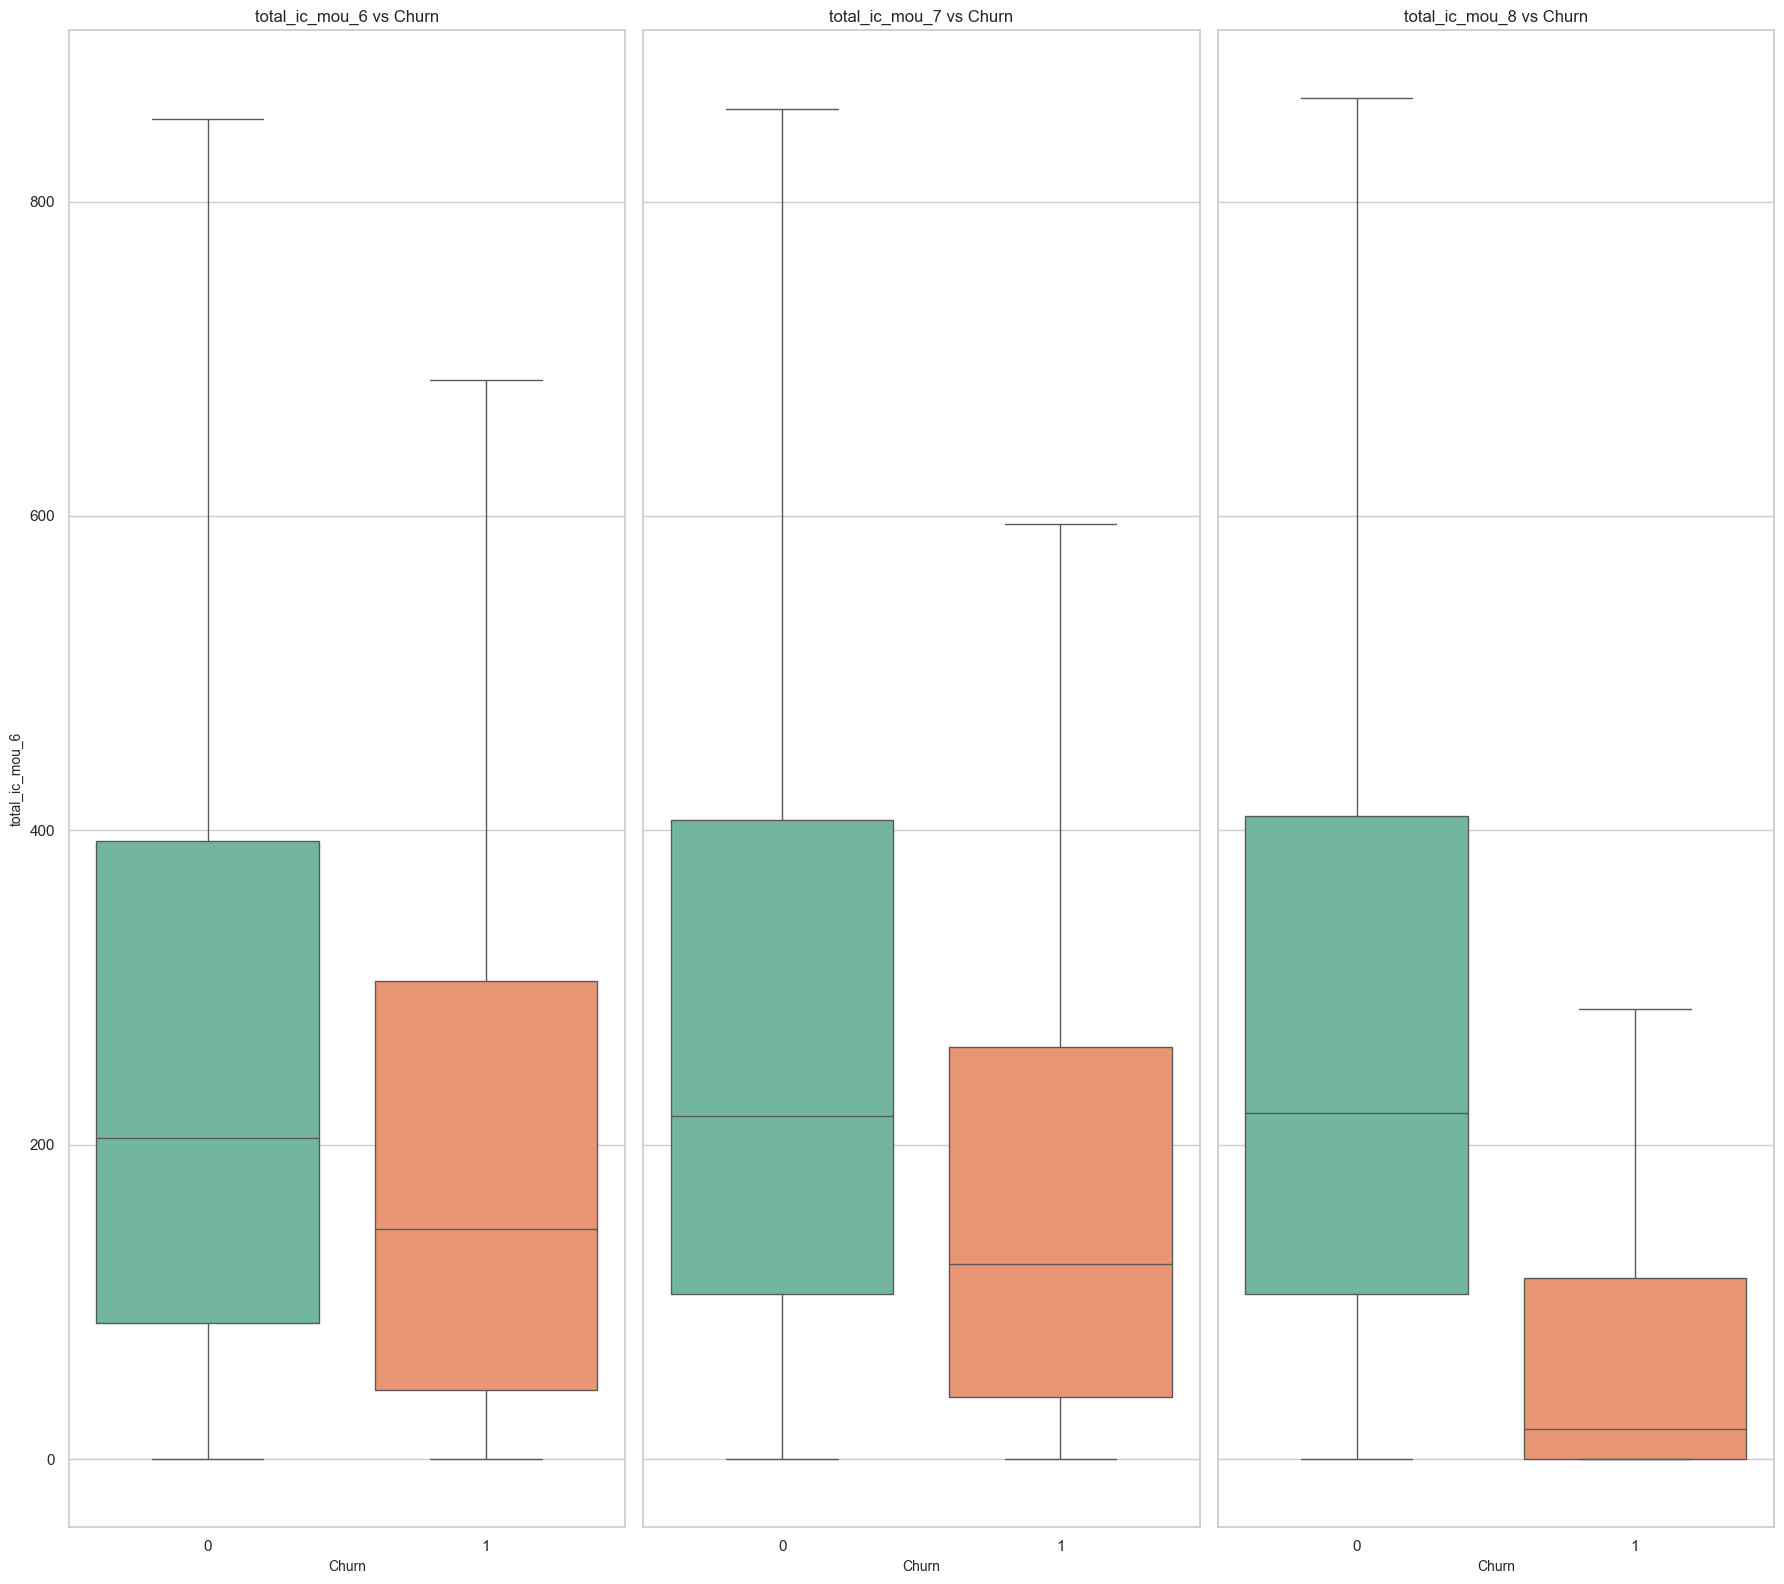 total_ic_mou_6 vs Churn
total_ic_mou_7 vs Churn
total_ic_mou_8 vs Churn
total_ic_mou_6
800
600
400
200
0
0
1
0
1
0
1
Churn
Churn
Churn